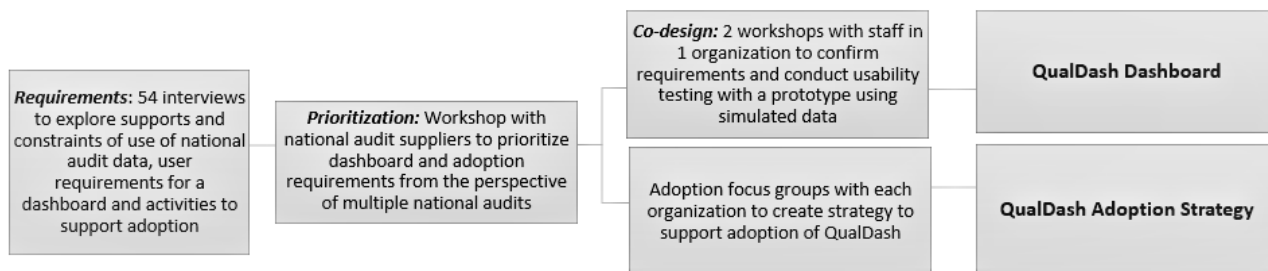 Requirements: 54 interviews
to explore supports and
constraints of use of national
audit data, user
requirements for a
dashboard and activities to
support adoption
Prioritization: Workshop with
national audit suppliers to prioritize
dashboard and adoption
requirements from the perspective
of multiple national audits
Co-design: 2 workshops with staff in
1 organization to confirm
requirements and conduct usability
testing with a prototype using
simulated data
Adoption focus groups with each
organization to create strategy to
support adoption of QualDash
QualDash Dashboard
QualDash Adoption Strategy